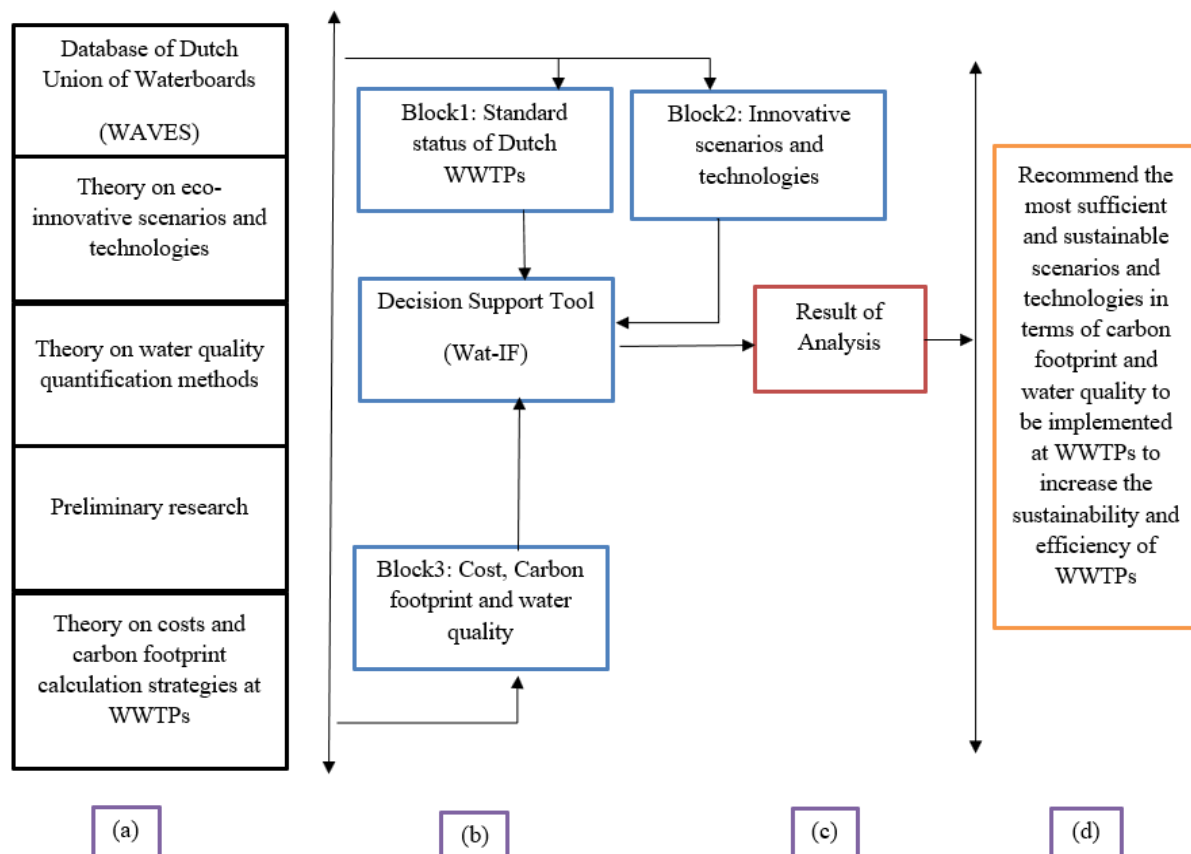 Database of Dutch
Union of Waterboards
(WAVES)
Theory on eco-
innovative scenarios and
technologies
Theory on water quality
quantification methods
Preliminary research
Theory on costs and
carbon footprint
calculation strategies at
WWTPs
Block1: Standard
status of Dutch
WWTPs
Block2: Innovative
scenarios and
technologies
Decision Support Tool
(Wat-IF)
Block3: Cost, Carbon
footprint and water
quality
Result of
Analysis
Recommend the
most sufficient
and sustainable
scenarios and
technologies in
terms of carbon
footprint and
water quality to
be implemented
at WWTPs to
increase the
sustainability and
efficiency of
WWTPs
(a)
(b)
(c)
(d)